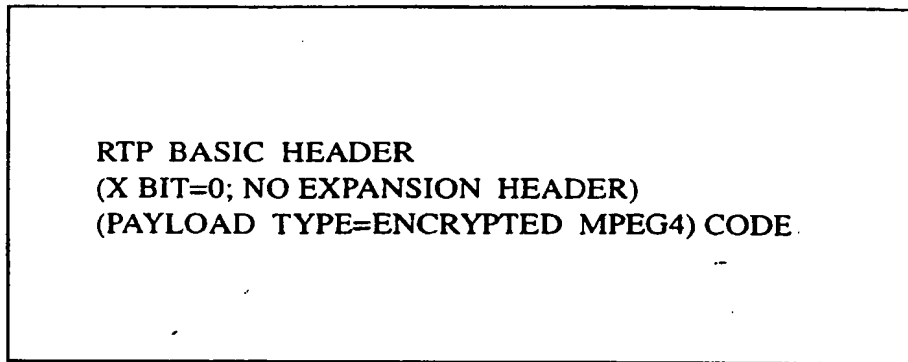 RTP BASIC HEADER
(X BIT=0; NO EXPANSION HEADER)
(PAYLOAD TYPE=ENCRYPTED MPEG4) CODE